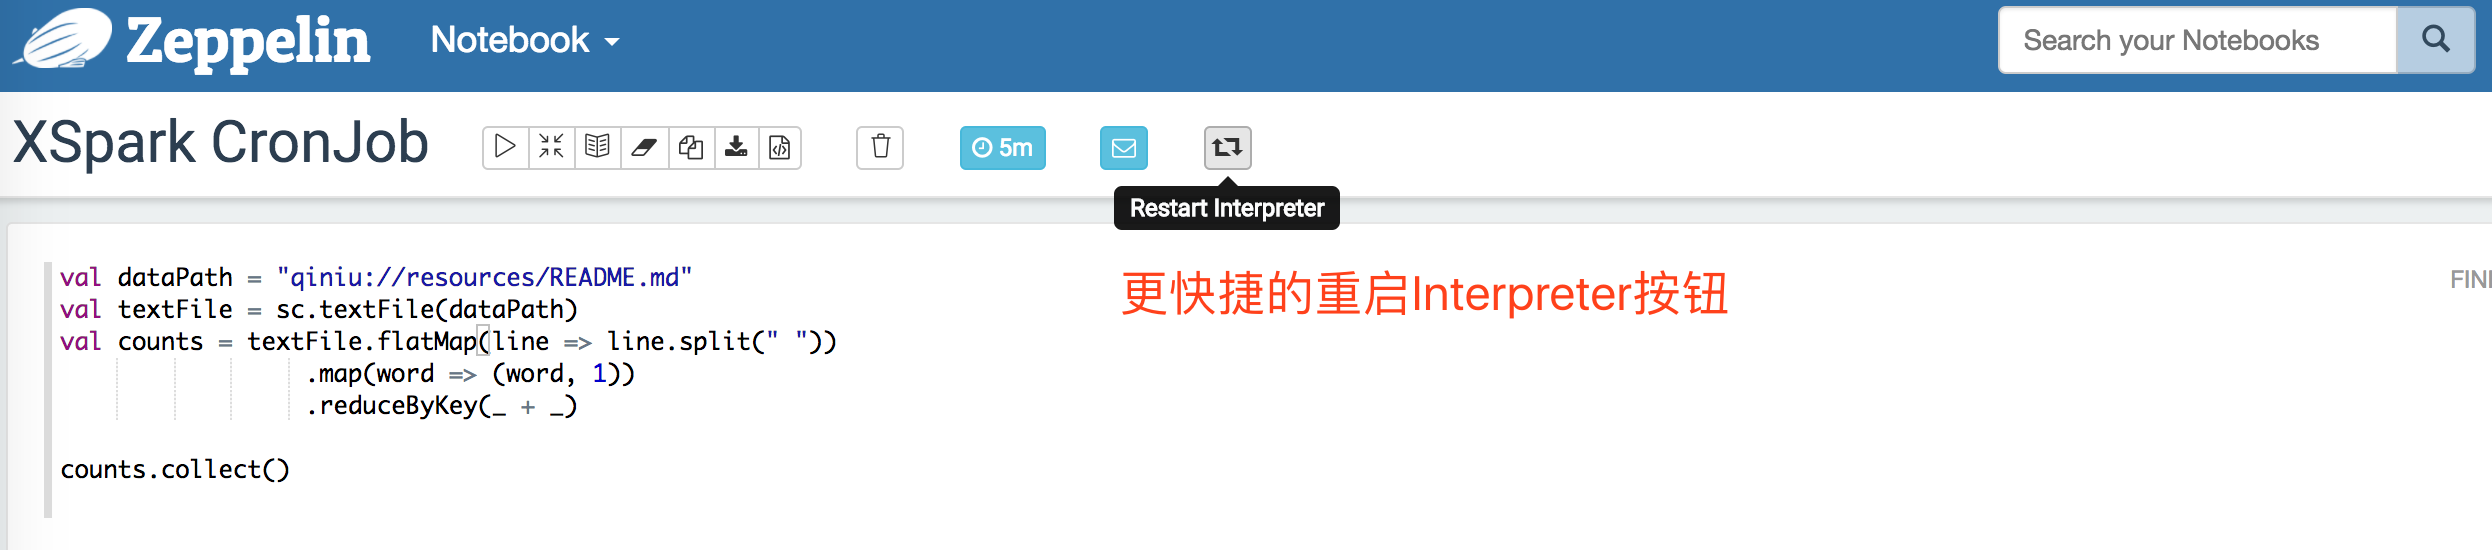 Zeppelin Notebook Search your Notebooks
XSpark CronJob 5m
Restart Interpreter
更快捷的重启Interpreter按钮
val dataPath = "qiniu://resources/README.md"
val textFile = sc.textFile(dataPath)
val counts = textFile.flatMap(line => line.split(" "))
.map(word => (word, 1))
.reduceByKey(_ + _)
counts.collect()